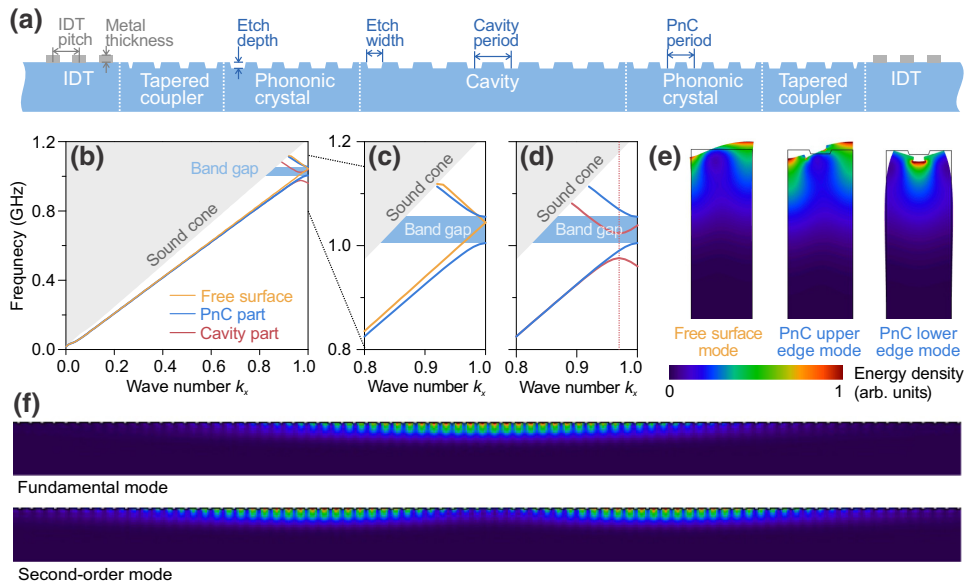 (a)
IDT
pitch
Metal
thickness
Etch
depth
Etch
width
Cavity
period
PnC
period
IDT
Tapered
coupler
Phononic
crystal
Cavity
Phononic
crystal
Tapered
coupler
IDT
(b)
Frequnecy (GHz)
1.2
0.8
0.4
0.0
Band gap
Sound cone
Free surface
PnC part
Cavity part
0.0 0.2 0.4 0.6 0.8 1.0
Wave number kx
(c)
1.2
1.0
0.8
Sound cone
Band gap
0.8 0.9 1.0
Wave number kx
(d)
Sound cone
Band gap
0.8 0.9 1.0
Wave number kx
(e)
Free surface
mode
PnC upper
edge mode
PnC lower
edge mode
0 1
Energy density
(arb. units)
(f)
Fundamental mode
Second-order mode